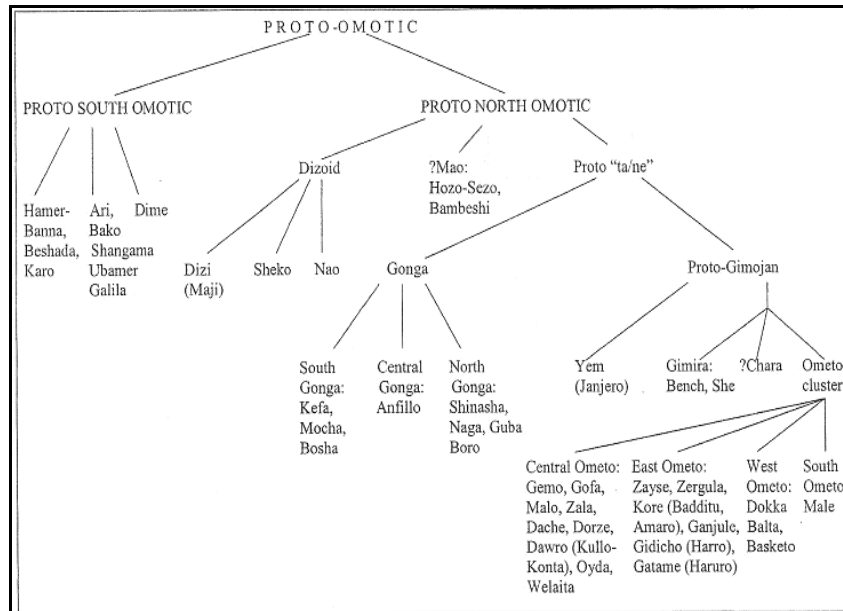 PROTO-OMOTIC
PROTO SOUTH OMOTIC
PROTO NORTH OMOTIC
Dizoid
?Mao:
Hozo-Sezo,
Bambeshi
Proto "ta/ne"
Hamer-
Banna,
Beshada,
Karo
Ari,
Bako
Shangama
Ubamer
Galila
Dime
Dizi
(Maji)
Sheko
Nao
Gonga
Proto-Gimojan
South
Gonga:
Kefa,
Mocha,
Bosha
Central
Gonga:
Anfillo
North
Gonga:
Shinasha,
Naga, Guba
Boro
Yem
(Janjero)
Gimira:
Bench, She
?Chara
Ometo
cluster
Central Ometo:
Gemo, Gofa,
Malo, Zala,
Dache, Dorze,
Dawro (Kullo-
Konta), Oyda,
Welaita
East Ometo:
Zayse, Zergula,
Kore (Badditu,
Amaro), Ganjule,
Gidicho (Harro),
Gatame (Haruro)
West
Ometo:
Dokka
Balta,
Basketo
South
Ometo
Male